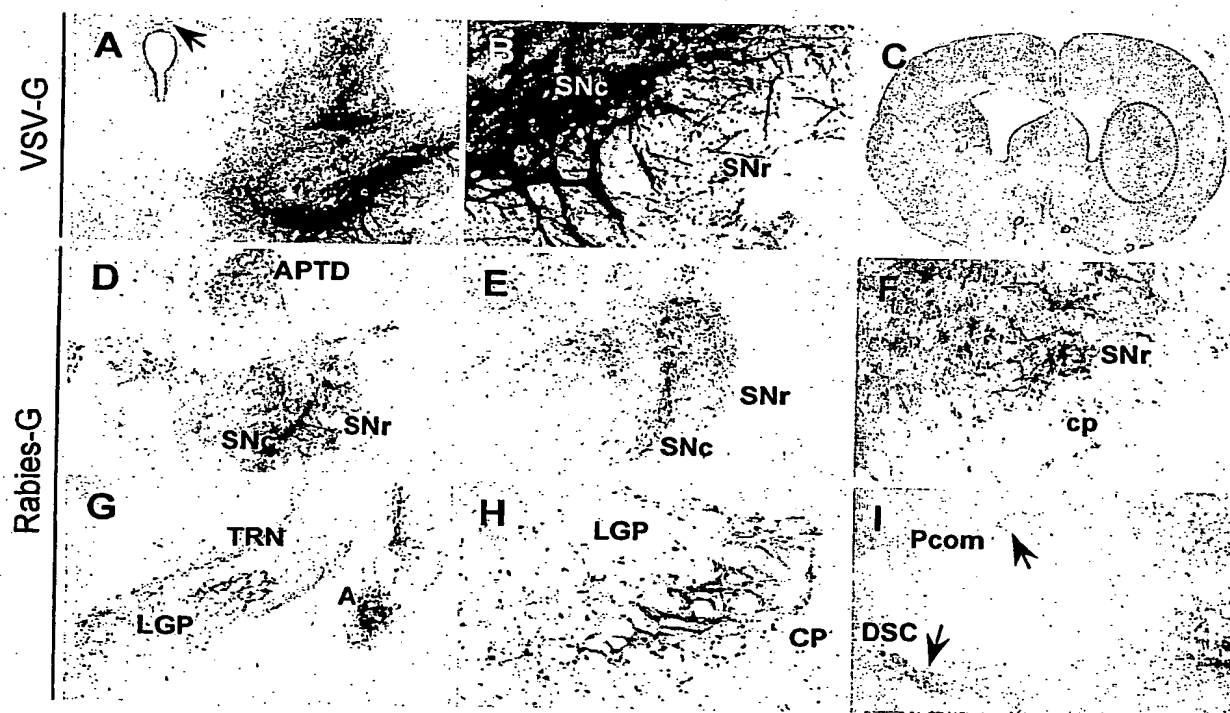 VSV-G
A
B
SNc
SNr
C
Rabies-G
D
APTD
SNc
SNr
E
SNr
SNc
F
SNr
cp
G
TRN
LGP
A
H
LGP
CP
I
Pcom
DSC